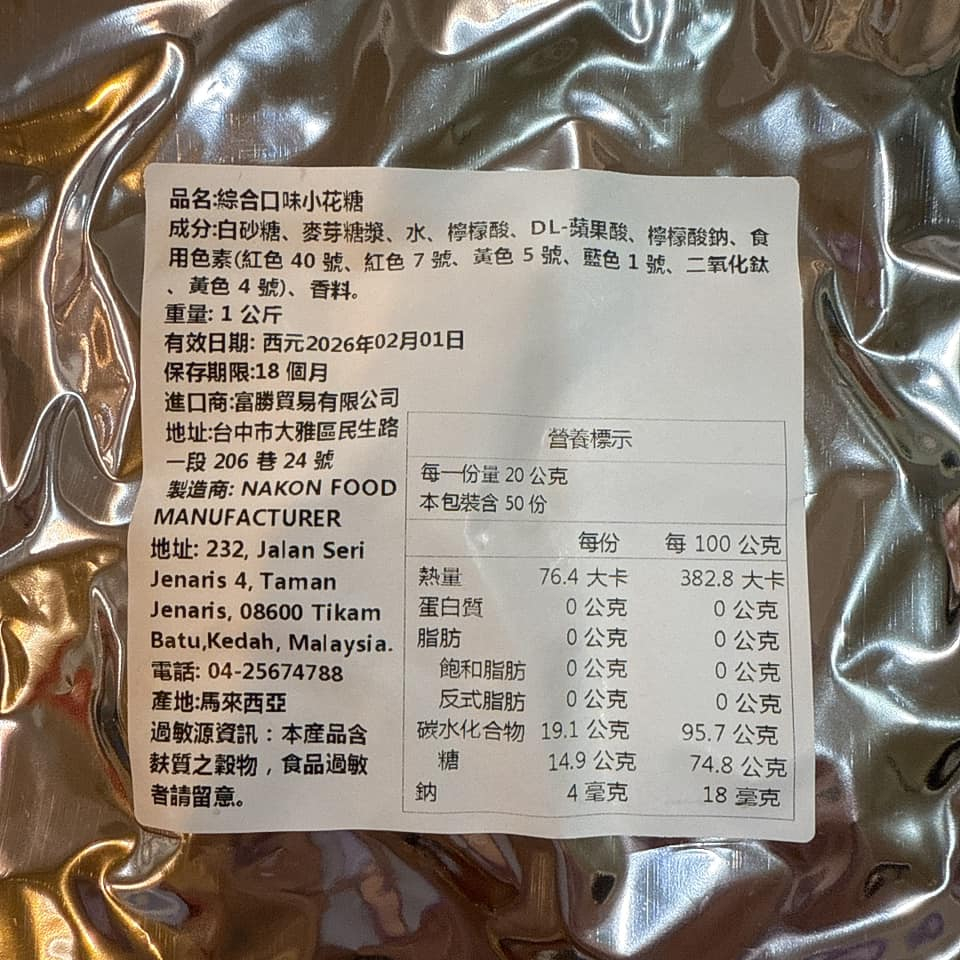 品名:綜合口味小花糖
成分:白砂糖、麥芽糖漿、水、檸檬酸、DL-蘋果酸、檸檬酸鈉、食
用色素(紅色 40 號、紅色 7 號、黃色 5 號、藍色 1 號、二氧化鈦
、黃色 4 號)、香料。
重量: 1 公斤
有效日期: 西元2026年02月01日
保存期限:18 個月
進口商:富勝貿易有限公司
地址:台中市大雅區民生路
一段 206 巷 24 號
製造商: NAKON FOOD
MANUFACTURER
地址: 232, Jalan Seri
Jenaris 4, Taman
Jenaris, 08600 Tikam
Batu,Kedah, Malaysia.
電話: 04-25674788
產地:馬來西亞
過敏源資訊：本產品含
麩質之穀物，食品過敏
者請留意。
營養標示
每一份量 20 公克
本包裝含 50 份
每份 每 100 公克
熱量 76.4 大卡 382.8 大卡
蛋白質 0 公克 0 公克
脂肪 0 公克 0 公克
飽和脂肪 0 公克 0 公克
反式脂肪 0 公克 0 公克
碳水化合物 19.1 公克 95.7 公克
糖 14.9 公克 74.8 公克
鈉 4 毫克 18 毫克